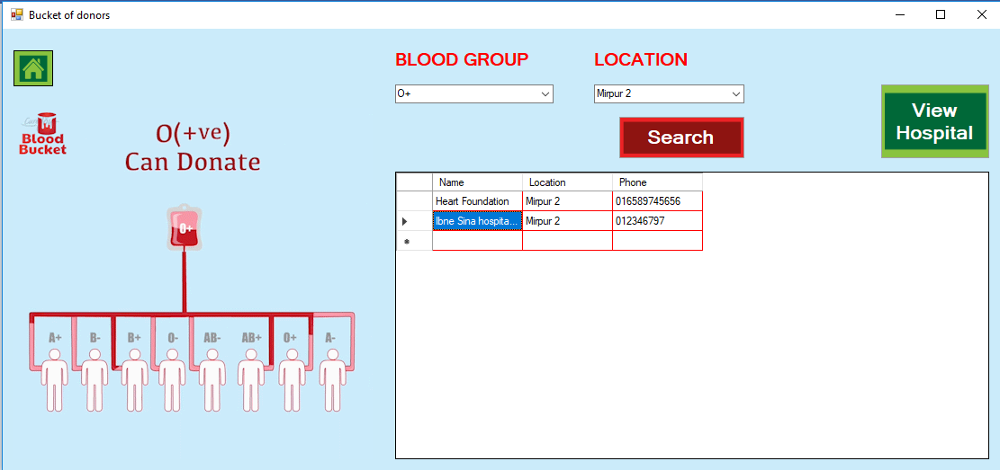 Bucket of donors
BLOOD GROUP
LOCATION
O+
Mirpur 2
Search
View
Hospital
Blood
Bucket
O(+ve)
Can Donate
O+
A+ B- B+ O- AB- AB+ O+ A-
Name Location Phone
Heart Foundation Mirpur 2 016589745656
Ibne Sina hospita... Mirpur 2 012346797